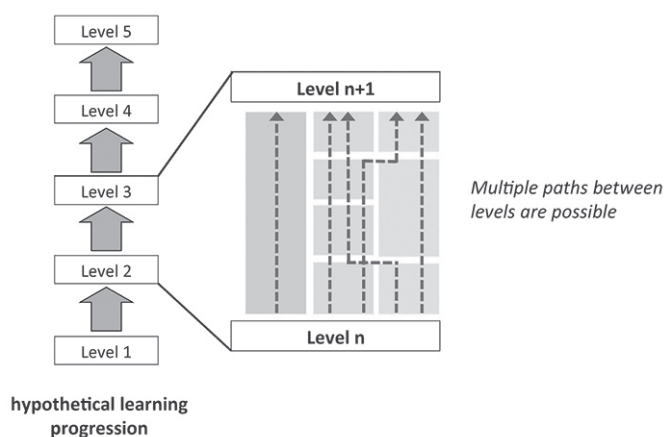 Level 5
Level 4
Level 3
Level 2
Level 1
hypothetical learning
progression
Level n+1
Level n
Multiple paths between
levels are possible